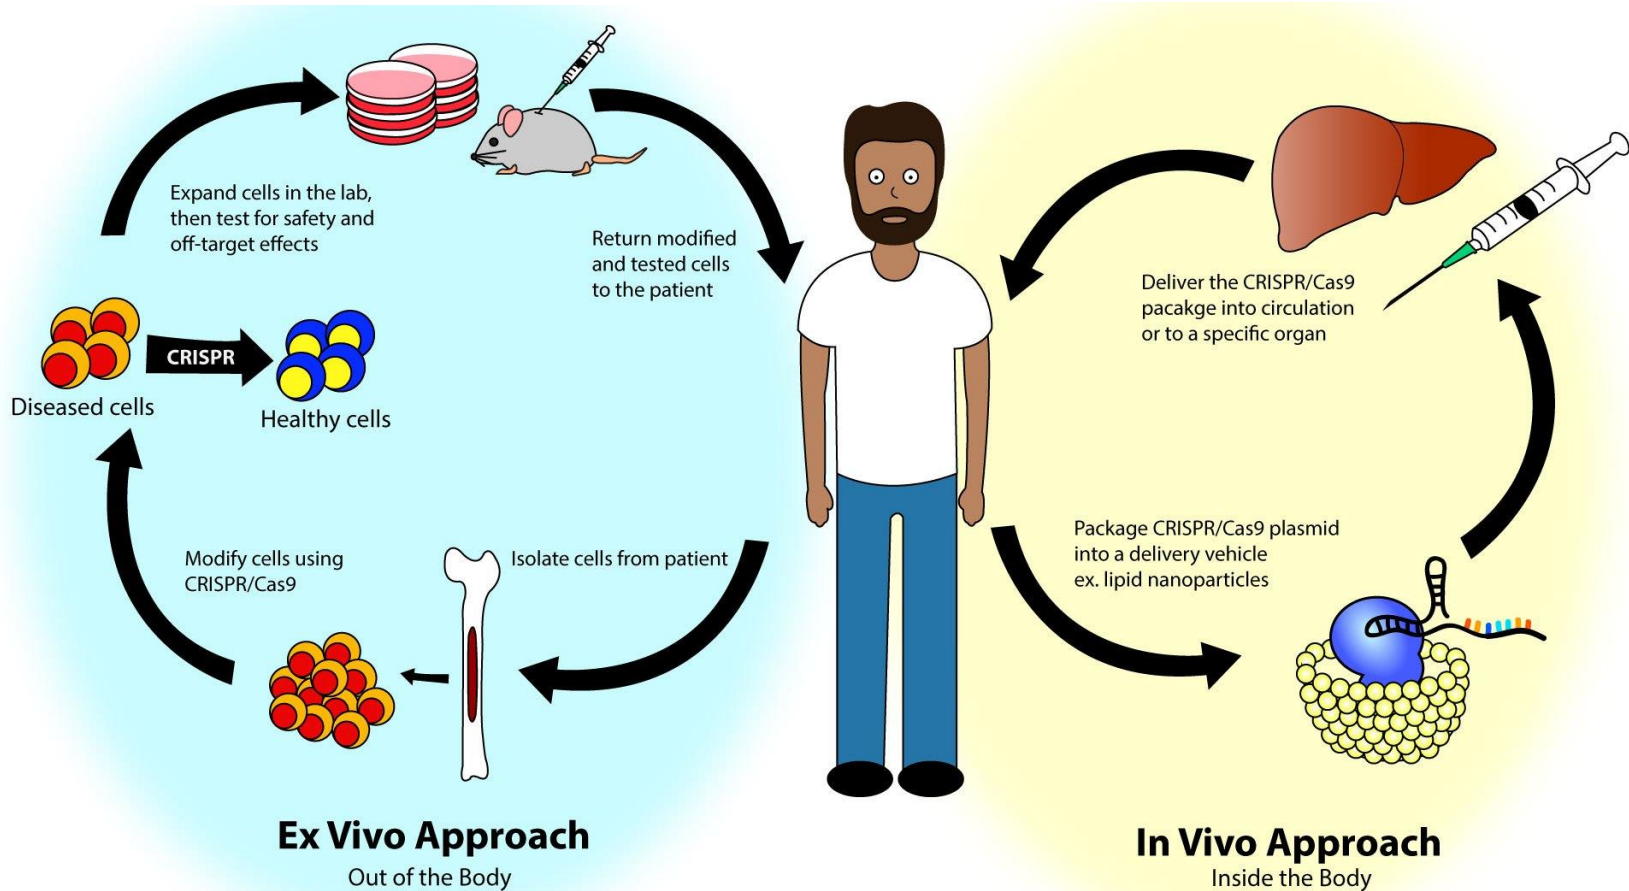 Expand cells in the lab,
then test for safety and
off-target effects
Return modified
and tested cells
to the patient
CRISPR
Diseased cells
Healthy cells
Modify cells using
CRISPR/Cas9
Isolate cells from patient
Ex Vivo Approach
Out of the Body
Deliver the CRISPR/Cas9
pacakge into circulation
or to a specific organ
Package CRISPR/Cas9 plasmid
into a delivery vehicle
ex. lipid nanoparticles
In Vivo Approach
Inside the Body